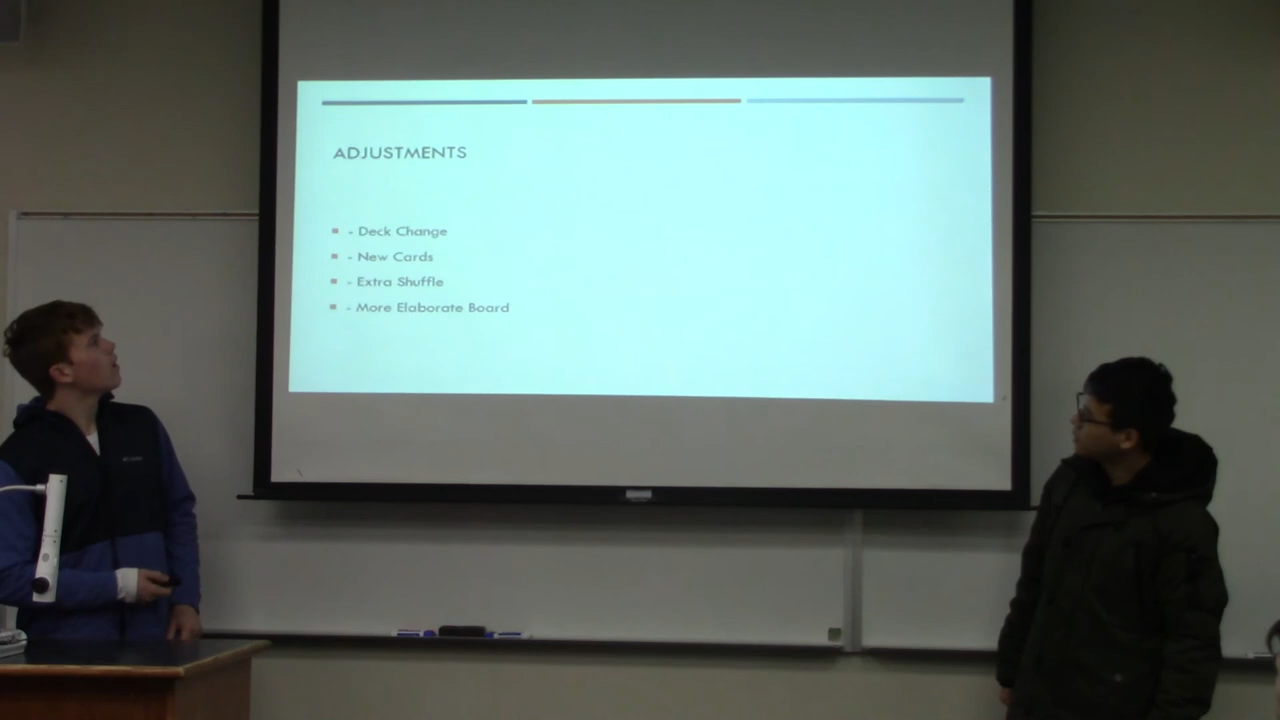 ADJUSTMENTS
- Deck Change
- New Cards
- Extra Shuffle
- More Elaborate Board